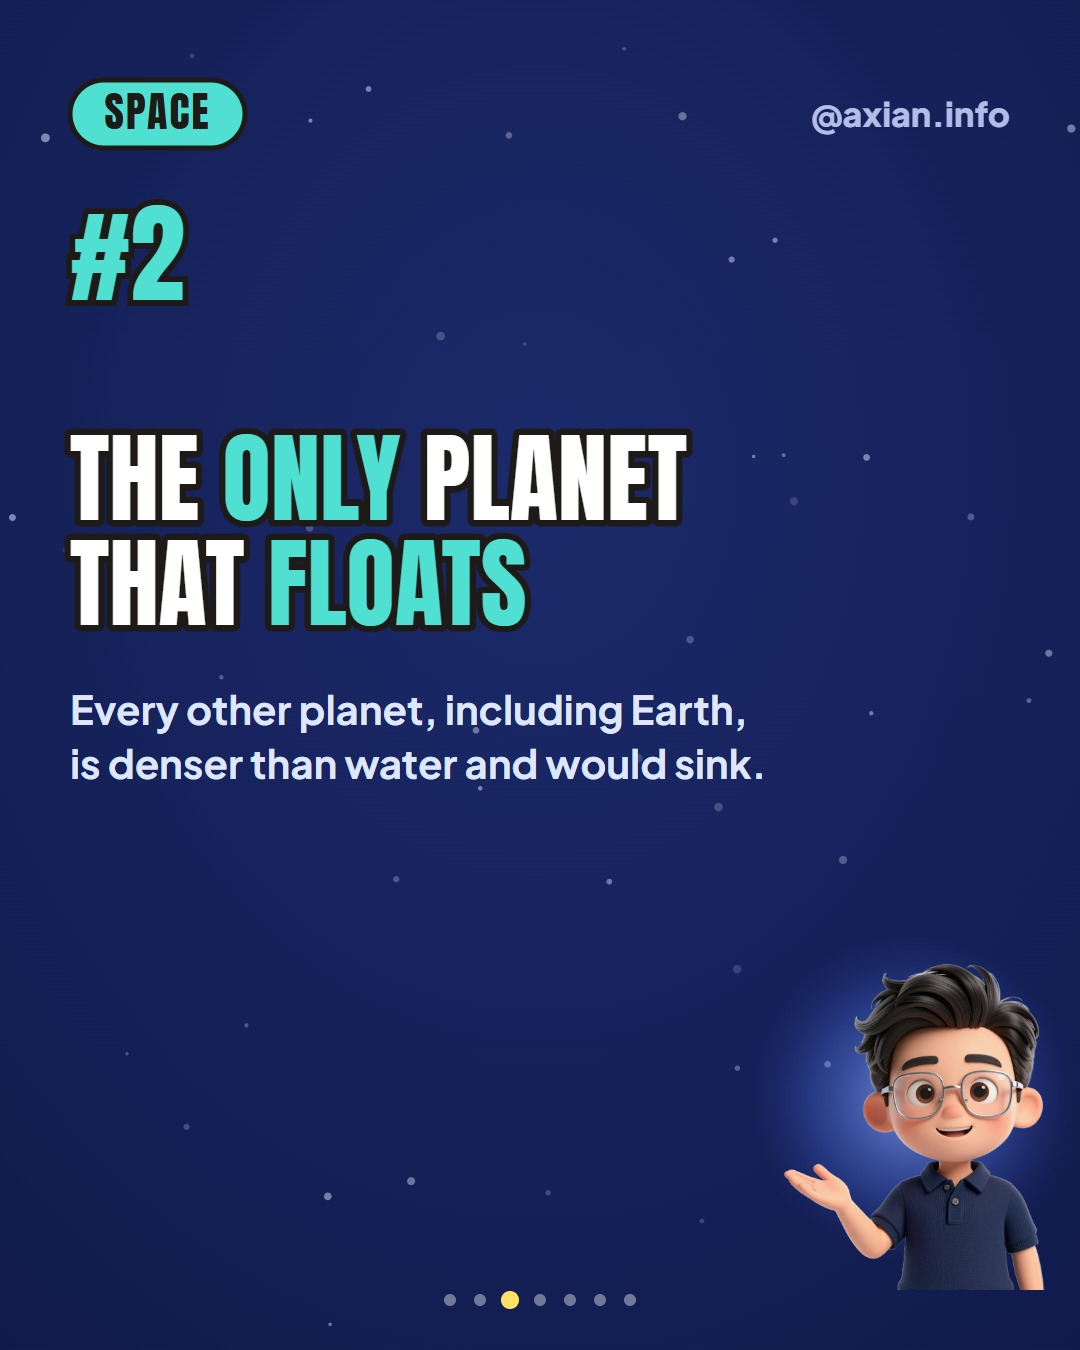 SPACE
@axian.info
#2
THE ONLY PLANET
THAT FLOATS
Every other planet, including Earth,
is denser than water and would sink.